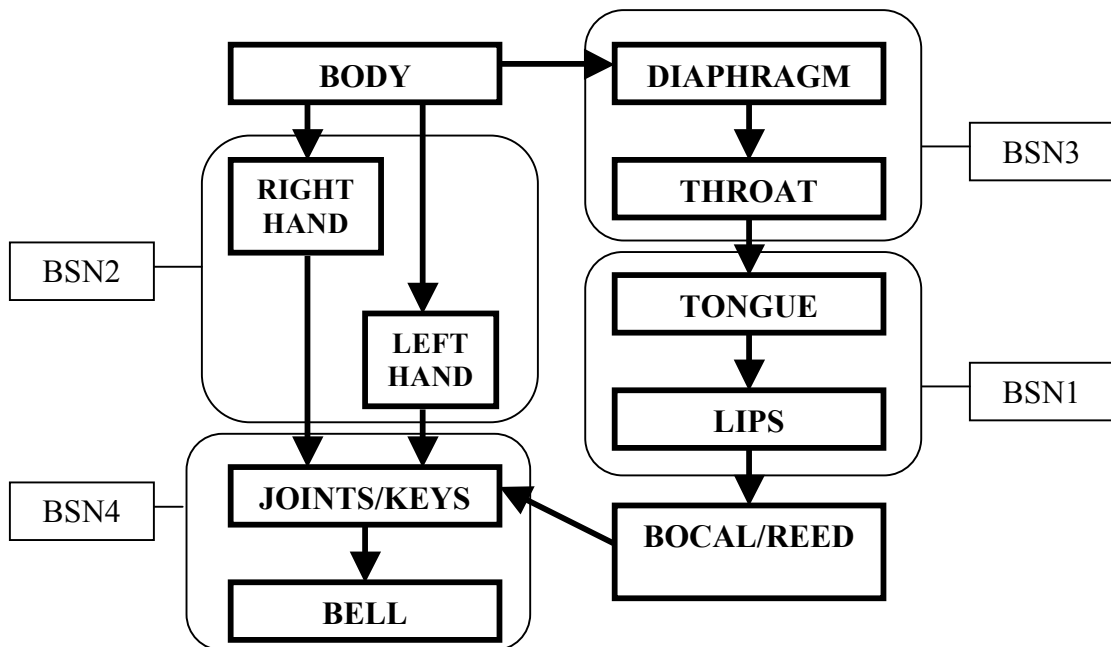 BODY
DIAPHRAGM
BSN3
RIGHT
HAND
THROAT
BSN2
TONGUE
LEFT
HAND
BSN1
LIPS
BSN4
JOINTS/KEYS
BOCAL/REED
BELL